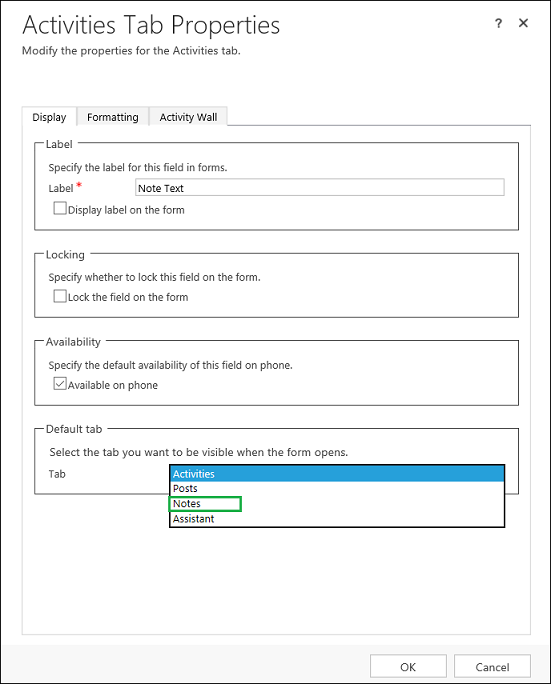 Activities Tab Properties
?
Modify the properties for the Activities tab.
Display Formatting Activity Wall
Label
Specify the label for this field in forms.
Label * Note Text
Display label on the form
Locking
Specify whether to lock this field on the form.
Lock the field on the form
Availability
Specify the default availability of this field on phone.
Available on phone
Default tab
Select the tab you want to be visible when the form opens.
Tab Activities
Posts
Notes
Assistant
OK Cancel